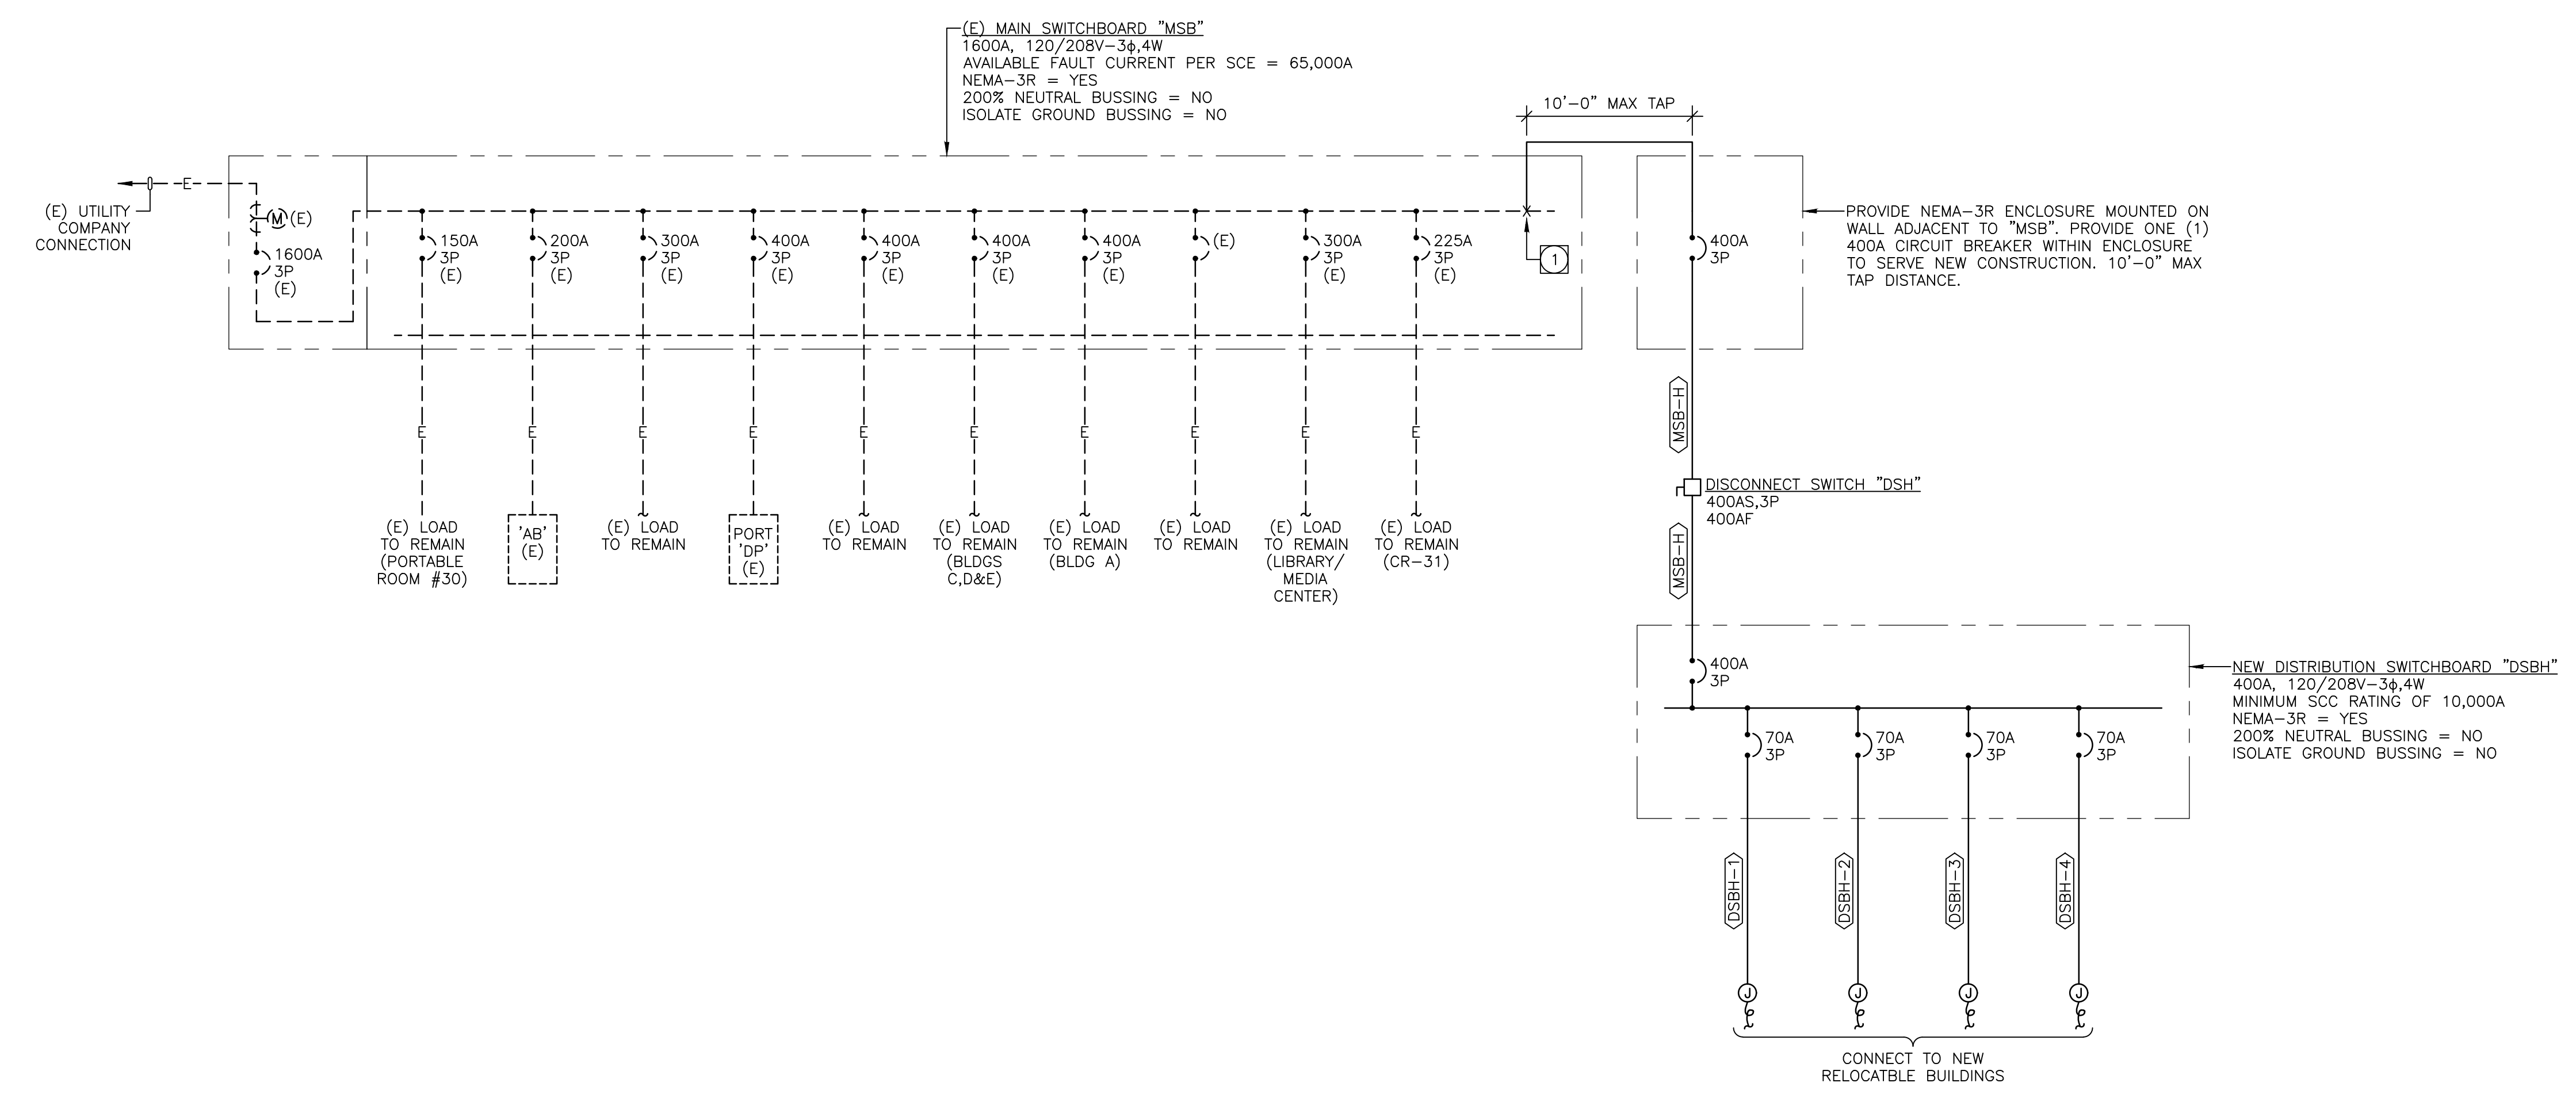 (E) MAIN SWITCHBOARD "MSB"
1600A, 120/208V-3ϕ,4W
AVAILABLE FAULT CURRENT PER SCE = 65,000A
NEMA-3R = YES
200% NEUTRAL BUSSING = NO
ISOLATE GROUND BUSSING = NO
10'-0" MAX TAP
E
(E) UTILITY
COMPANY
CONNECTION
M (E)
1600A
3P
(E)
150A
3P
(E)
200A
3P
(E)
300A
3P
(E)
400A
3P
(E)
400A
3P
(E)
400A
3P
(E)
400A
3P
(E)
(E)
300A
3P
(E)
225A
3P
(E)
1
400A
3P
PROVIDE NEMA-3R ENCLOSURE MOUNTED ON
WALL ADJACENT TO "MSB". PROVIDE ONE (1)
400A CIRCUIT BREAKER WITHIN ENCLOSURE
TO SERVE NEW CONSTRUCTION. 10'-0" MAX
TAP DISTANCE.
E
E
E
E
E
E
E
E
E
E
MSB-H
(E) LOAD
TO REMAIN
(PORTABLE
ROOM #30)
'AB'
(E)
(E) LOAD
TO REMAIN
PORT
'DP'
(E)
(E) LOAD
TO REMAIN
(E) LOAD
TO REMAIN
(BLDGS
C,D&E)
(E) LOAD
TO REMAIN
(BLDG A)
(E) LOAD
TO REMAIN
(E) LOAD
TO REMAIN
(LIBRARY/
MEDIA
CENTER)
(E) LOAD
TO REMAIN
(CR-31)
DISCONNECT SWITCH "DSH"
400AS,3P
400AF
MSB-H
400A
3P
NEW DISTRIBUTION SWITCHBOARD "DSBH"
400A, 120/208V-3ϕ,4W
MINIMUM SCC RATING OF 10,000A
NEMA-3R = YES
200% NEUTRAL BUSSING = NO
ISOLATE GROUND BUSSING = NO
70A
3P
70A
3P
70A
3P
70A
3P
DSBH-1
DSBH-2
DSBH-3
DSBH-4
J
J
J
J
CONNECT TO NEW
RELOCATBLE BUILDINGS